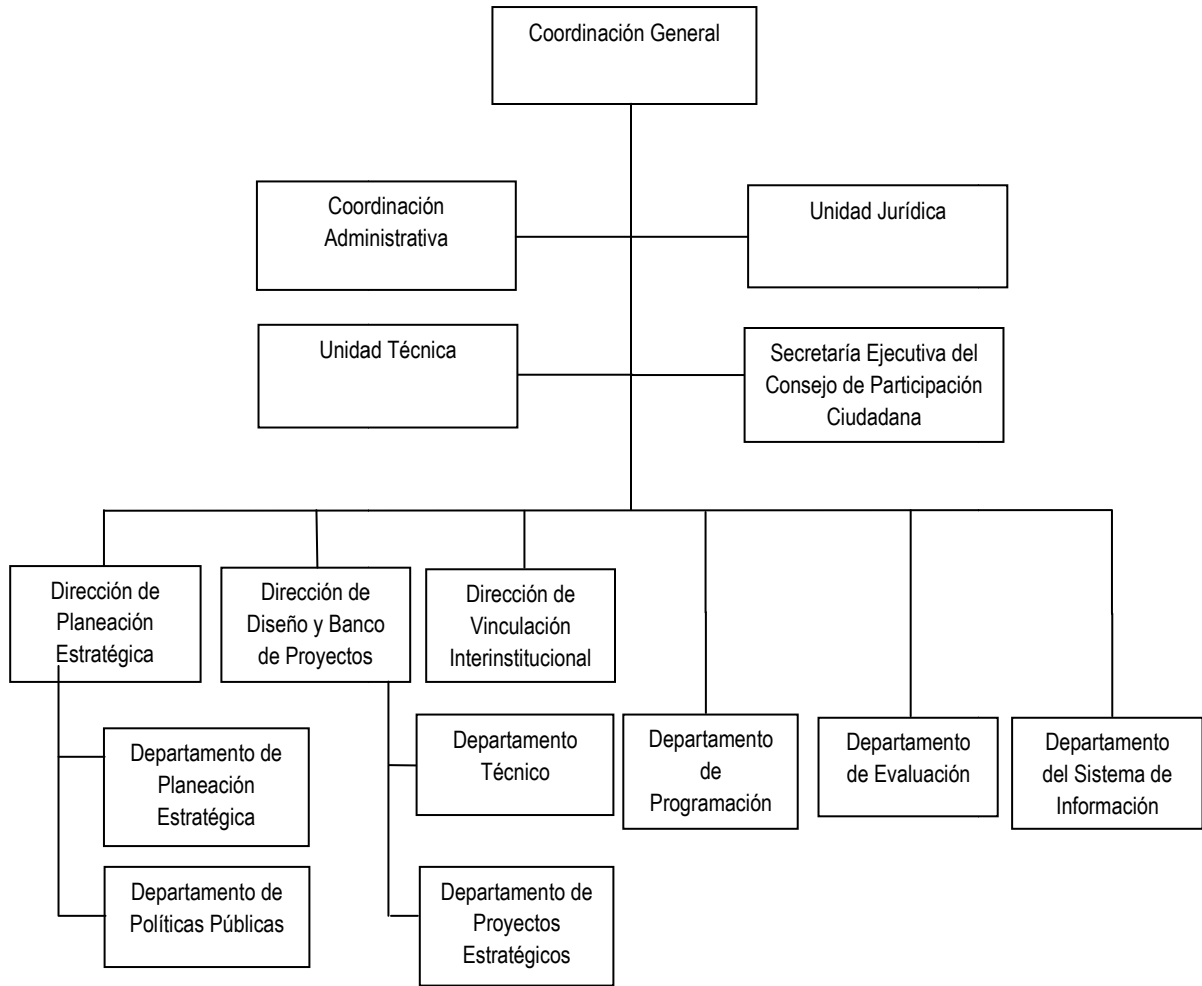 Coordinación General
Coordinación
Administrativa
Unidad Jurídica
Unidad Técnica
Secretaría Ejecutiva del
Consejo de Participación
Ciudadana
Dirección de
Planeación
Estratégica
Dirección de
Diseño y Banco
de Proyectos
Dirección de
Vinculación
Interinstitucional
Departamento de
Planeación
Estratégica
Departamento
Técnico
Departamento
de
Programación
Departamento
de Evaluación
Departamento
del Sistema de
Información
Departamento de
Políticas Públicas
Departamento de
Proyectos
Estratégicos